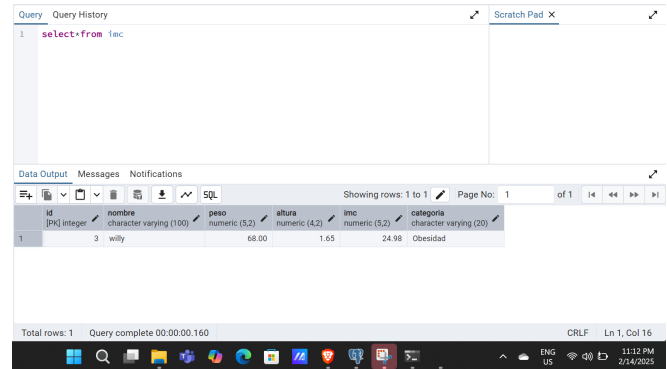 Query Query History
Scratch Pad
1 select*from imc
Data Output Messages Notifications
SQL
Showing rows: 1 to 1
Page No: 1 of 1
id [PK] integer
nombre character varying (100)
peso numeric (5,2)
altura numeric (4,2)
imc numeric (5,2)
categoria character varying (20)
1 3 willy 68.00 1.65 24.98 Obesidad
Total rows: 1 Query complete 00:00:00.160
CRLF Ln 1, Col 16
ENG US
11:12 PM
2/14/2025